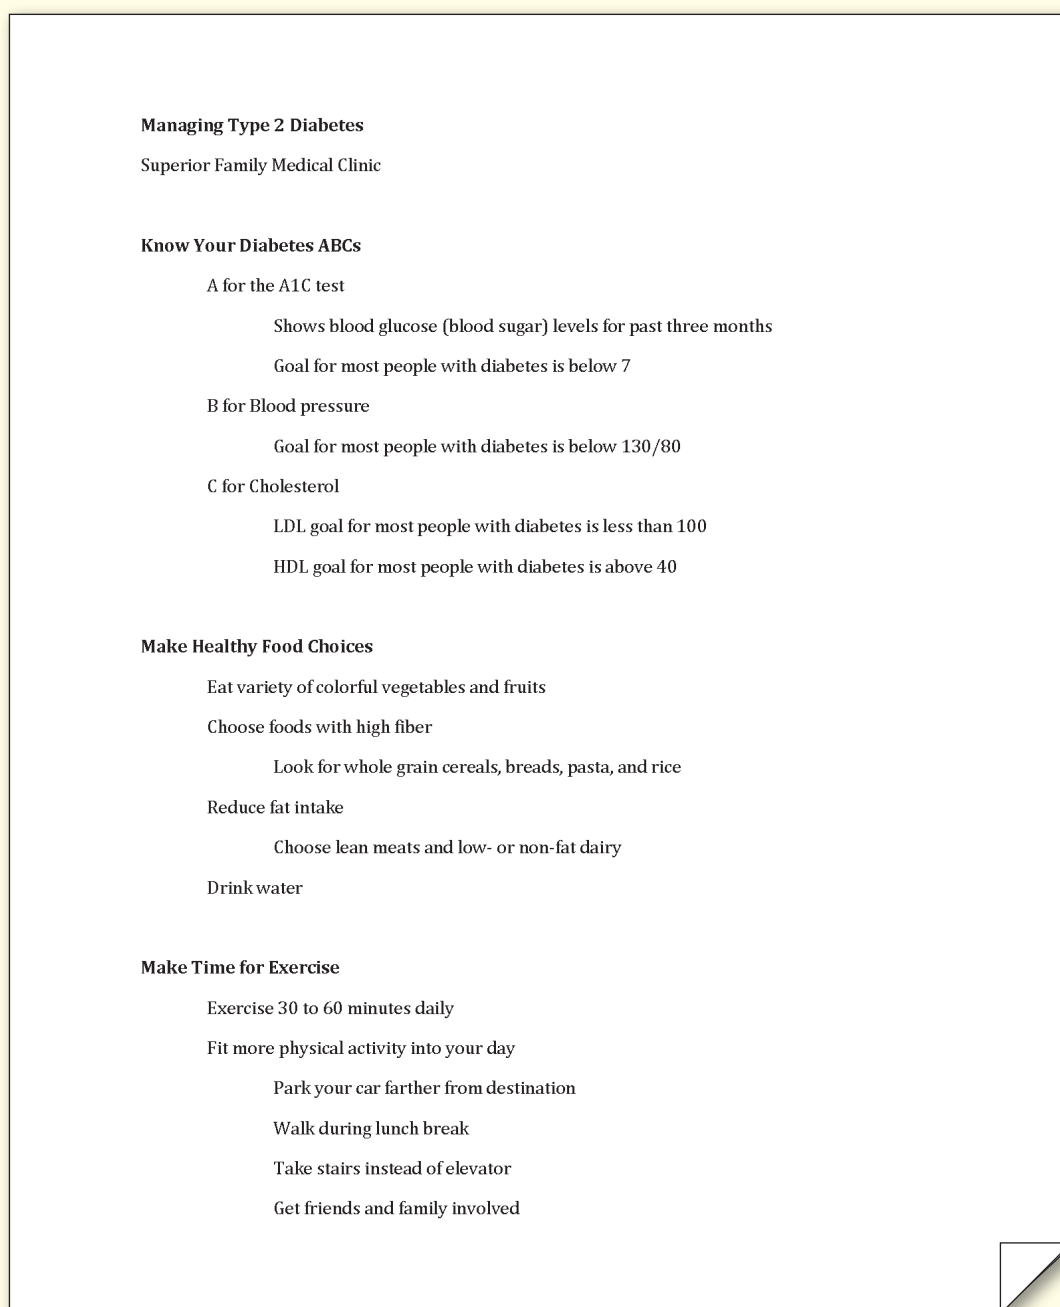 Managing Type 2 Diabetes
Superior Family Medical Clinic
Know Your Diabetes ABCs
A for the A1C test
Shows blood glucose (blood sugar) levels for past three months
Goal for most people with diabetes is below 7
B for Blood pressure
Goal for most people with diabetes is below 130/80
C for Cholesterol
LDL goal for most people with diabetes is less than 100
HDL goal for most people with diabetes is above 40
Make Healthy Food Choices
Eat variety of colorful vegetables and fruits
Choose foods with high fiber
Look for whole grain cereals, breads, pasta, and rice
Reduce fat intake
Choose lean meats and low- or non-fat dairy
Drink water
Make Time for Exercise
Exercise 30 to 60 minutes daily
Fit more physical activity into your day
Park your car farther from destination
Walk during lunch break
Take stairs instead of elevator
Get friends and family involved